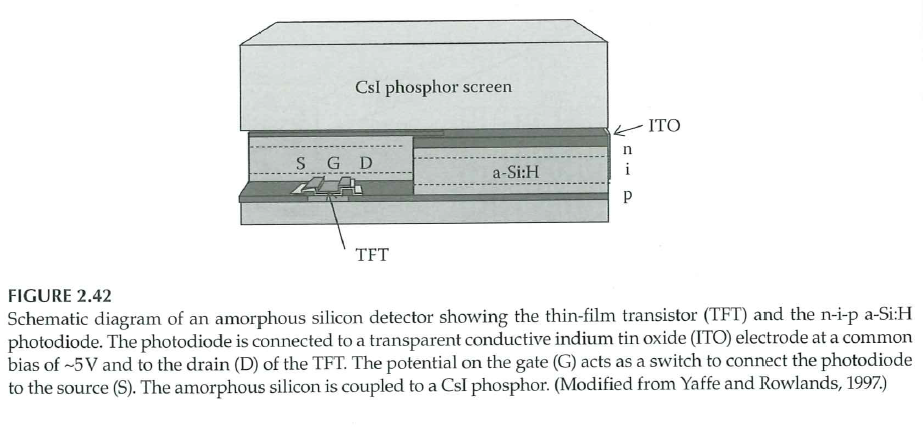 CsI phosphor screen
ITO
n
S G D
a-Si:H
i
p
TFT
FIGURE 2.42
Schematic diagram of an amorphous silicon detector showing the thin-film transistor (TFT) and the n-i-p a-Si:H
photodiode. The photodiode is connected to a transparent conductive indium tin oxide (ITO) electrode at a common
bias of ~5 V and to the drain (D) of the TFT. The potential on the gate (G) acts as a switch to connect the photodiode
to the source (S). The amorphous silicon is coupled to a CsI phosphor. (Modified from Yaffe and Rowlands, 1997.)